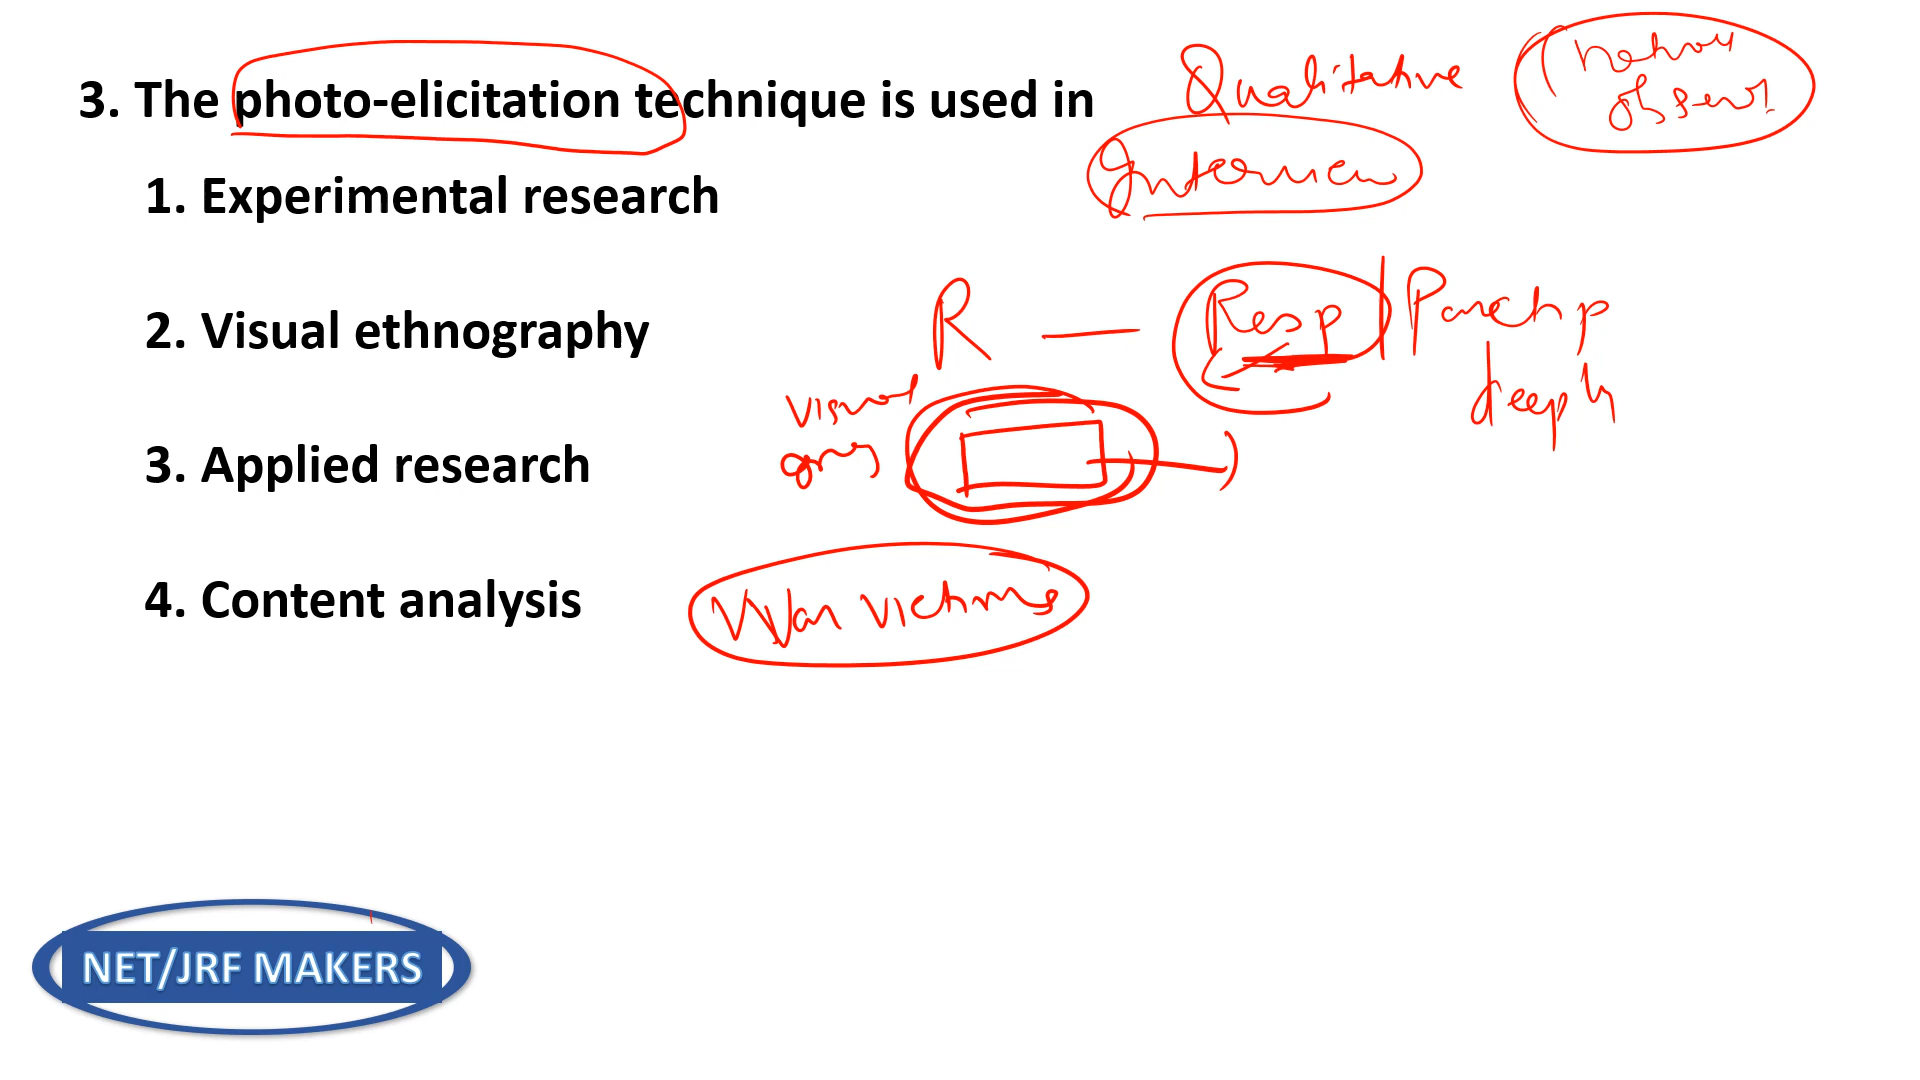 3. The photo-elicitation technique is used in
Qualitative
Interview
1. Experimental research
2. Visual ethnography
R — Resp
deeply
visual
3. Applied research
4. Content analysis
War victims
NET/JRF MAKERS